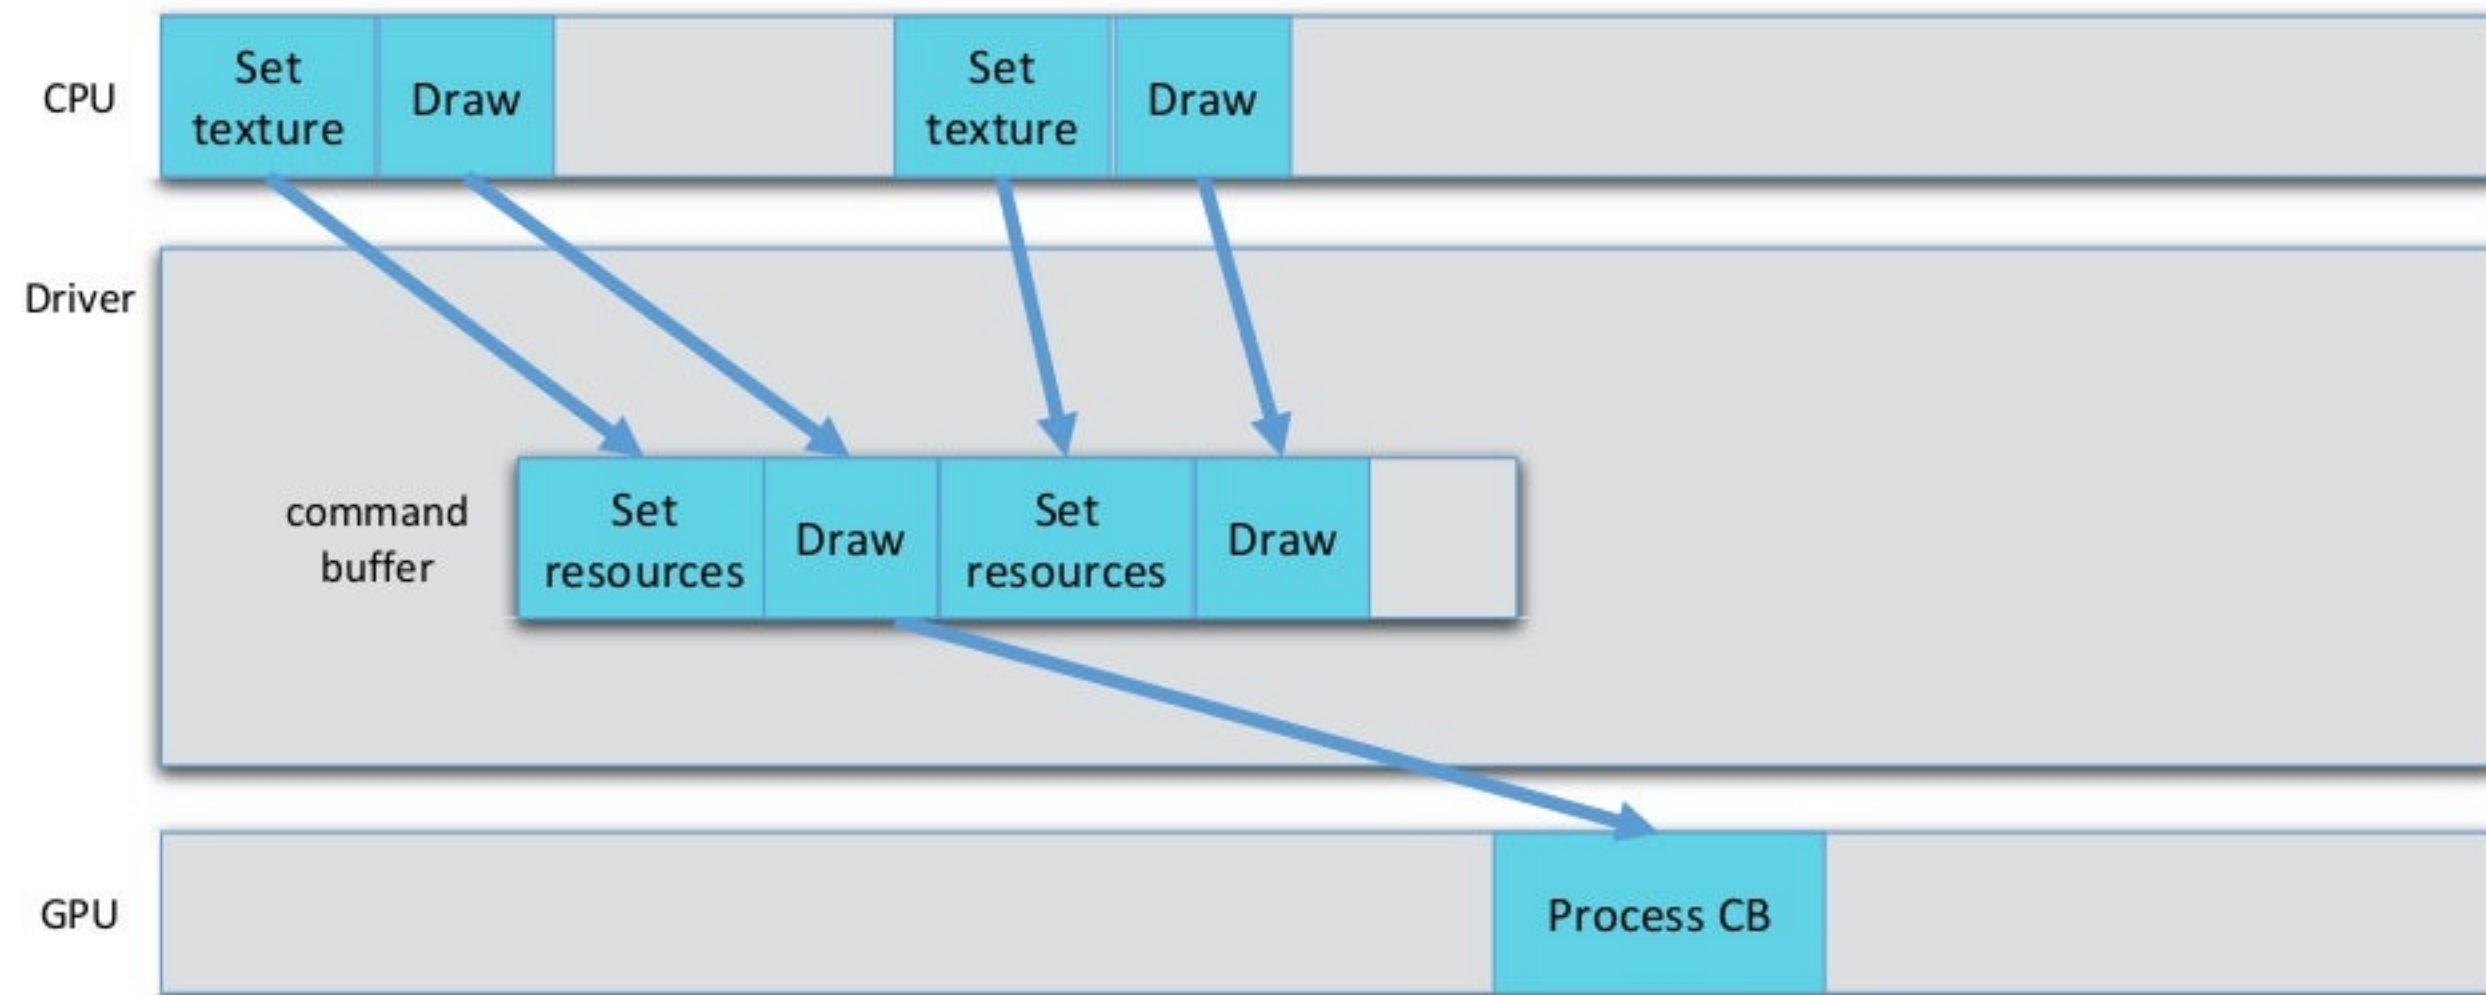 CPU
Set
texture
Draw
Set
texture
Draw
Driver
command
buffer
Set
resources
Draw
Set
resources
Draw
GPU
Process CB